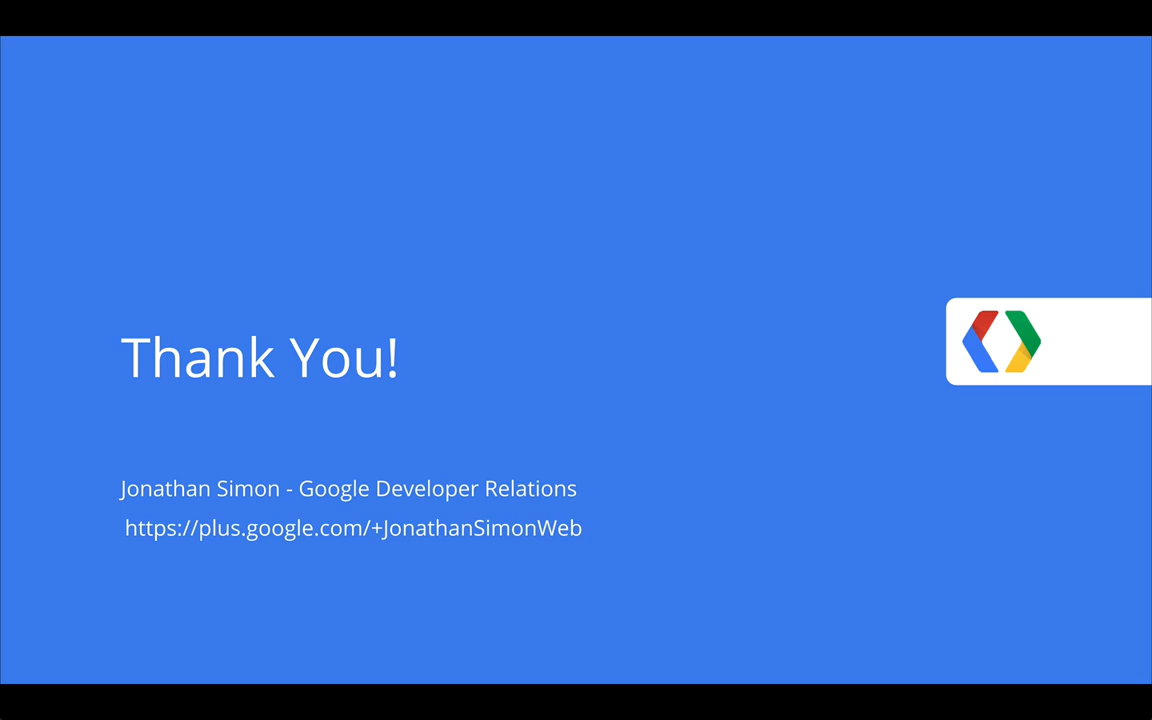 Thank You!
Jonathan Simon - Google Developer Relations
https://plus.google.com/+JonathanSimonWeb